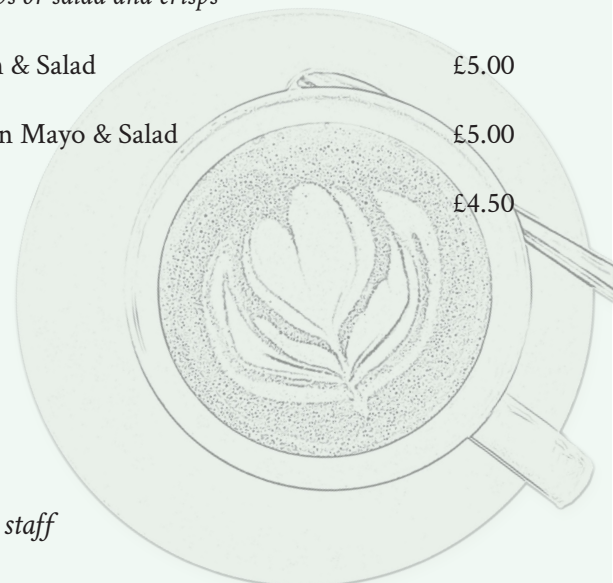 or salad and crisps
& Salad £5.00
Mayo & Salad £5.00
£4.50
staff